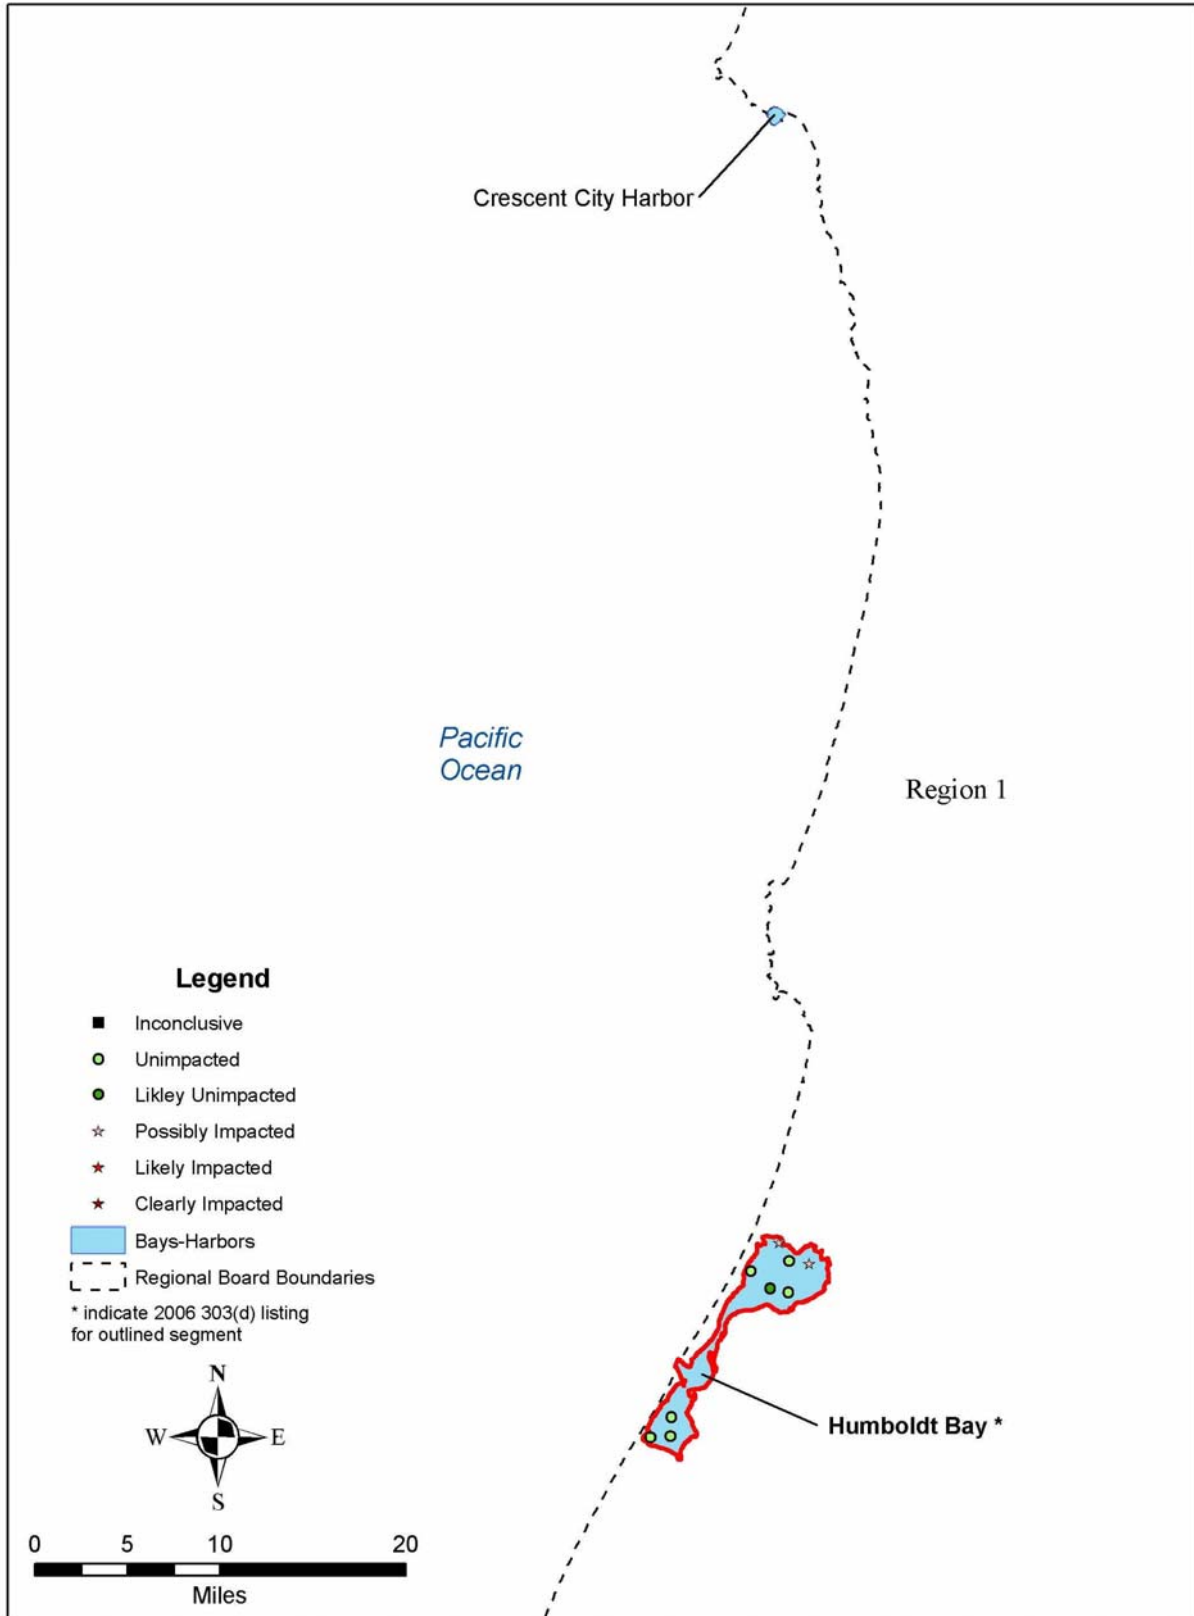 Crescent City Harbor
Pacific
Ocean
Region 1
Legend
Inconclusive
Unimpacted
Likley Unimpacted
Possibly Impacted
Likely Impacted
Clearly Impacted
Bays-Harbors
Regional Board Boundaries
* indicate 2006 303(d) listing
for outlined segment
N
W E
S
Humboldt Bay *
0 5 10 20
Miles